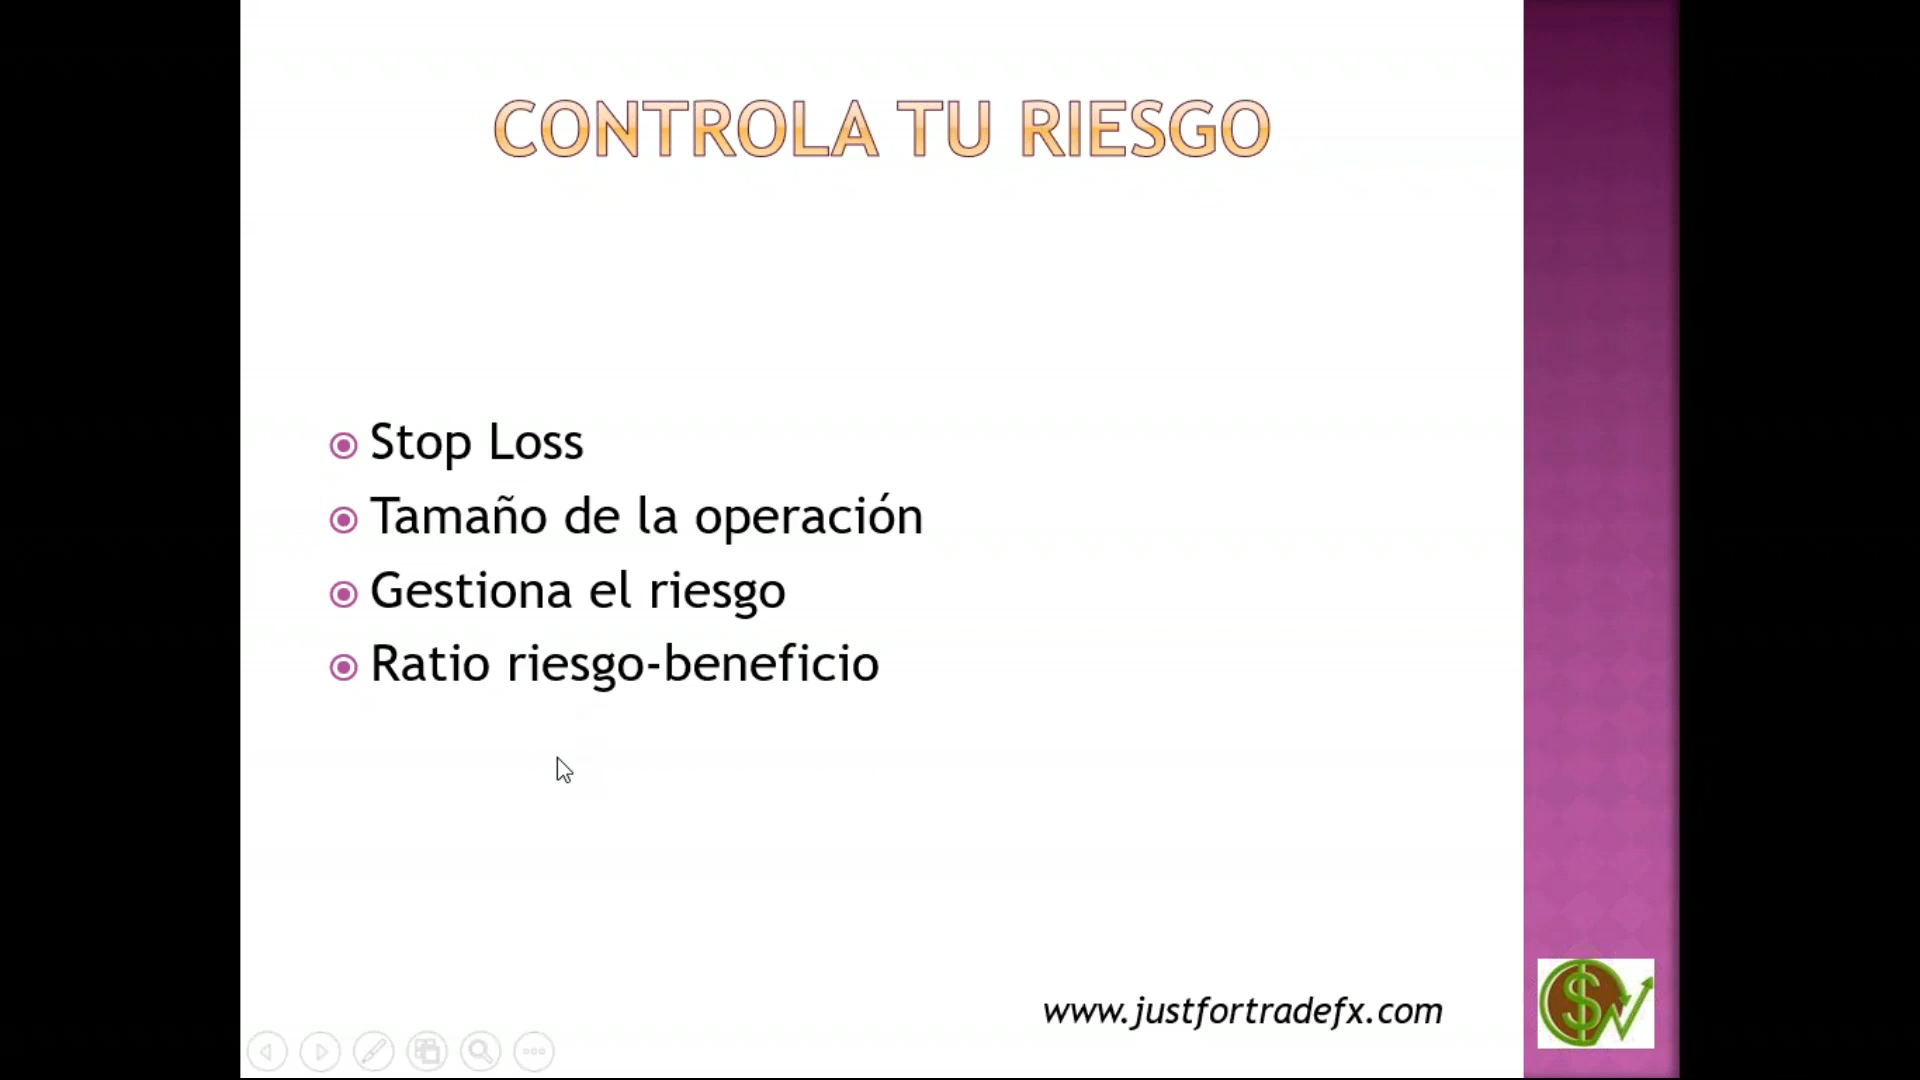 CONTROLA TU RIESGO
Stop Loss
Tamaño de la operación
Gestiona el riesgo
Ratio riesgo-beneficio
www.justfortradefx.com